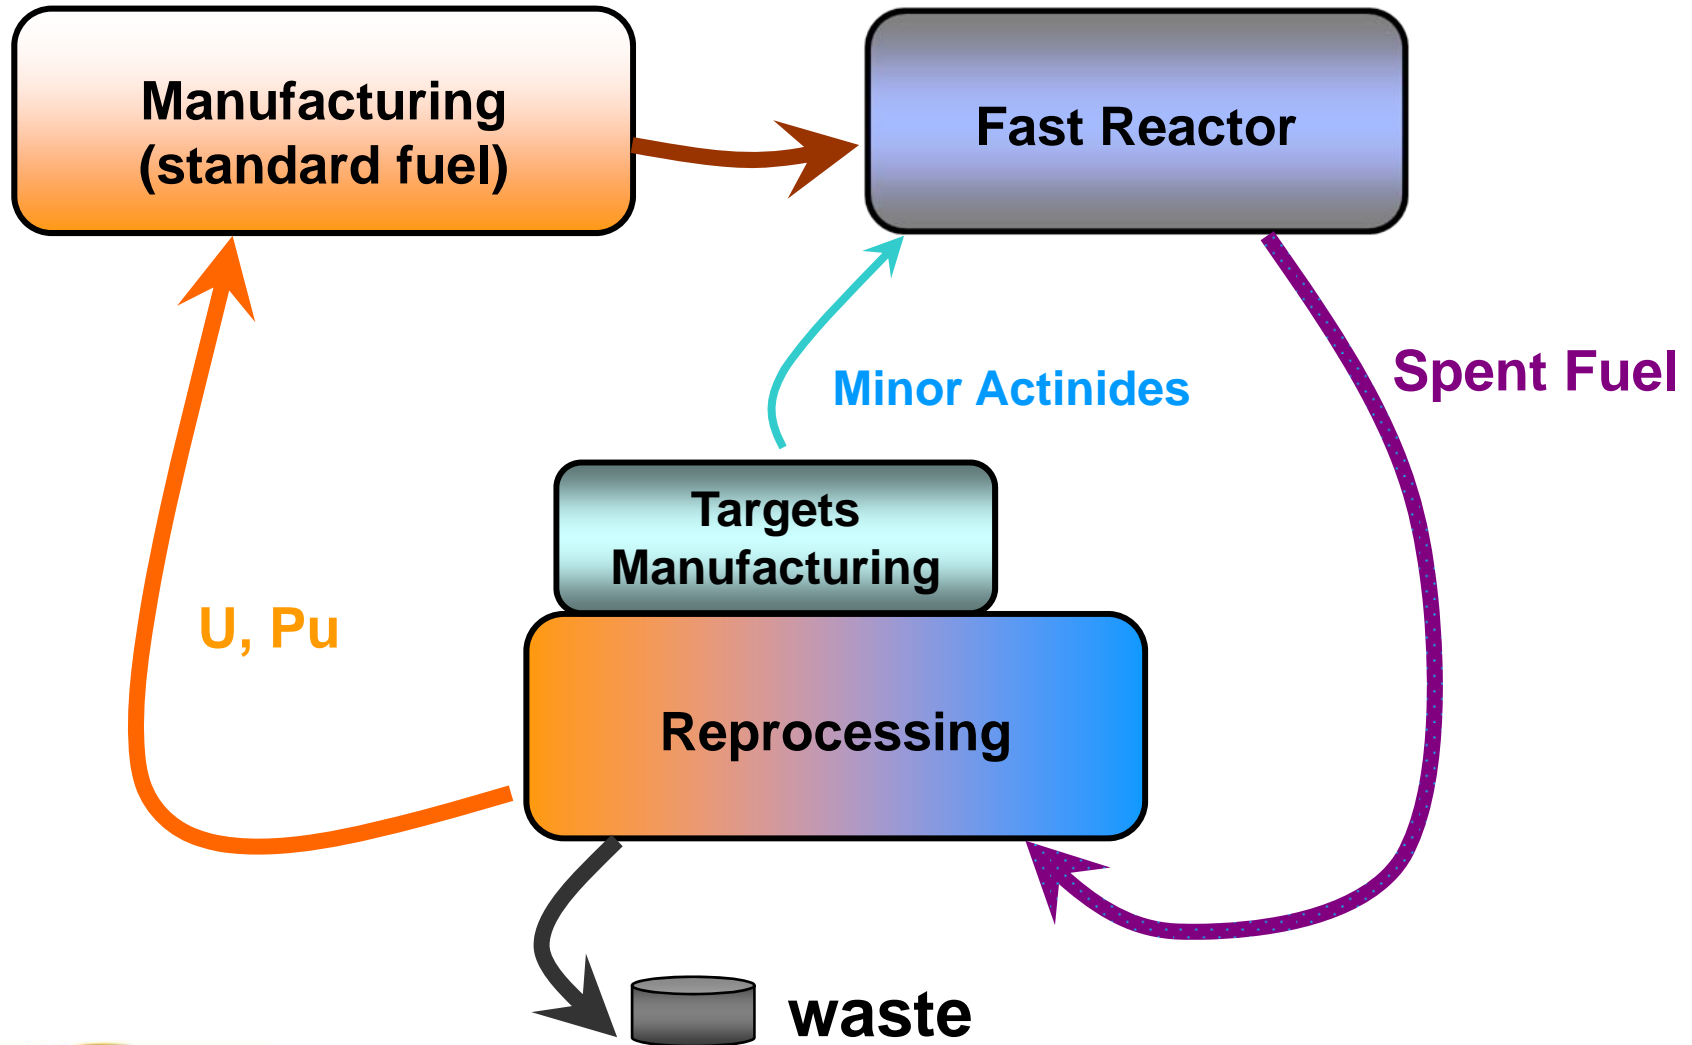 Manufacturing
(standard fuel)
Fast Reactor
Minor Actinides
Spent Fuel
Targets
Manufacturing
U, Pu
Reprocessing
waste